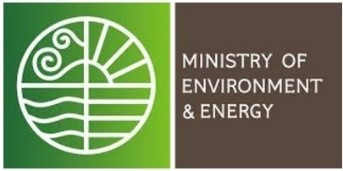 MINISTRY OF
ENVIRONMENT
& ENERGY